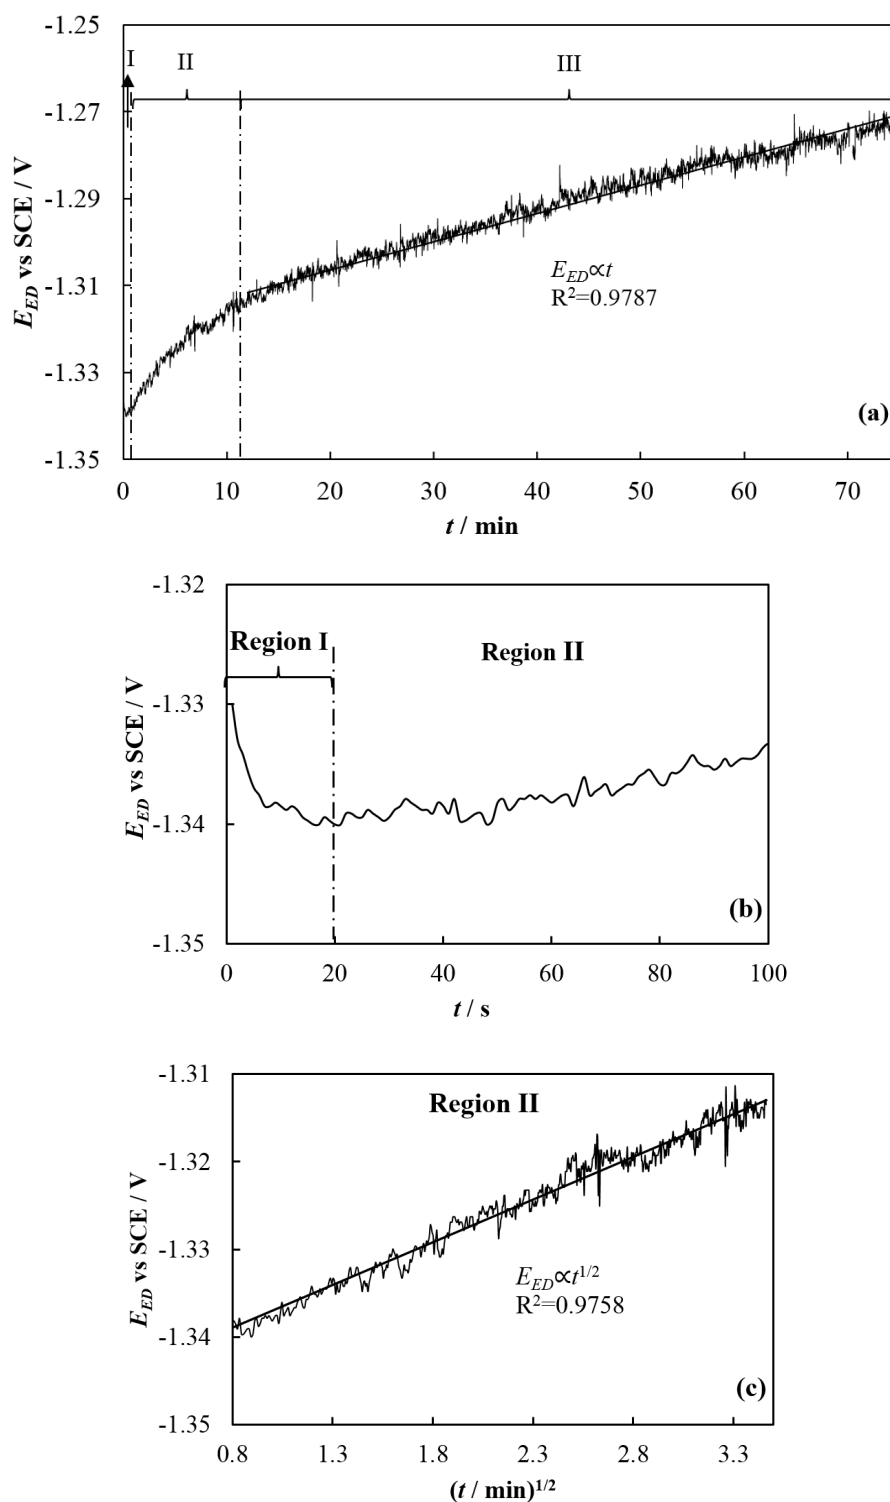 -1.25
-1.27
-1.29
-1.31
-1.33
-1.35
E_ED vs SCE / V
I
II
III
E_ED∝t
R²=0.9787
(a)
0 10 20 30 40 50 60 70
t / min
-1.32
-1.33
-1.34
-1.35
E_ED vs SCE / V
Region I
Region II
(b)
0 20 40 60 80 100
t / s
-1.31
-1.32
-1.33
-1.34
-1.35
E_ED vs SCE / V
Region II
E_ED∝t^1/2
R²=0.9758
(c)
0.8 1.3 1.8 2.3 2.8 3.3
(t / min)^1/2